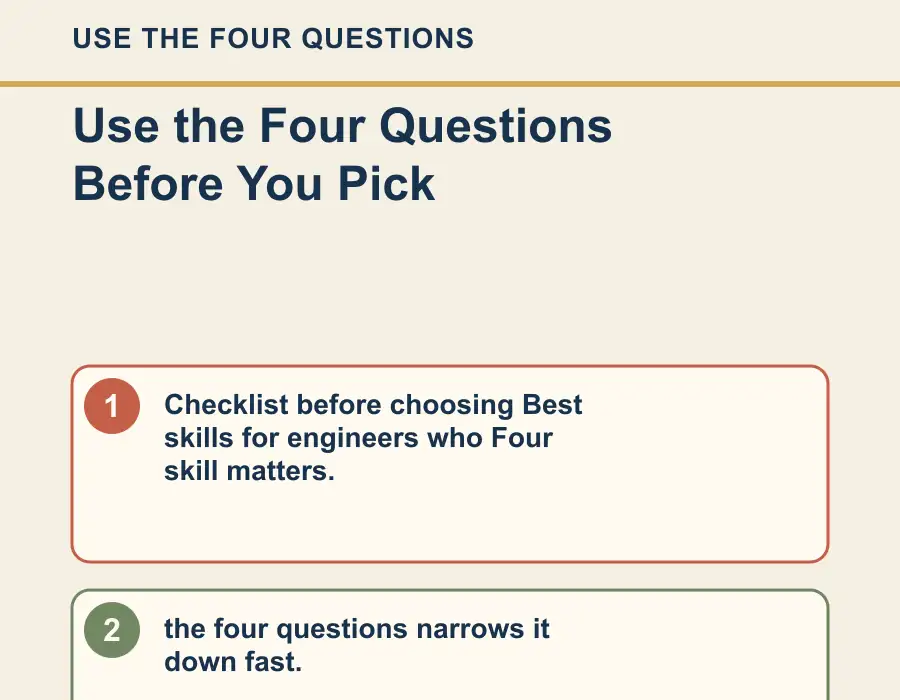 USE THE FOUR QUESTIONS
Use the Four Questions
Before You Pick
1
Checklist before choosing Best
skills for engineers who Four
skill matters.
2
the four questions narrows it
down fast.